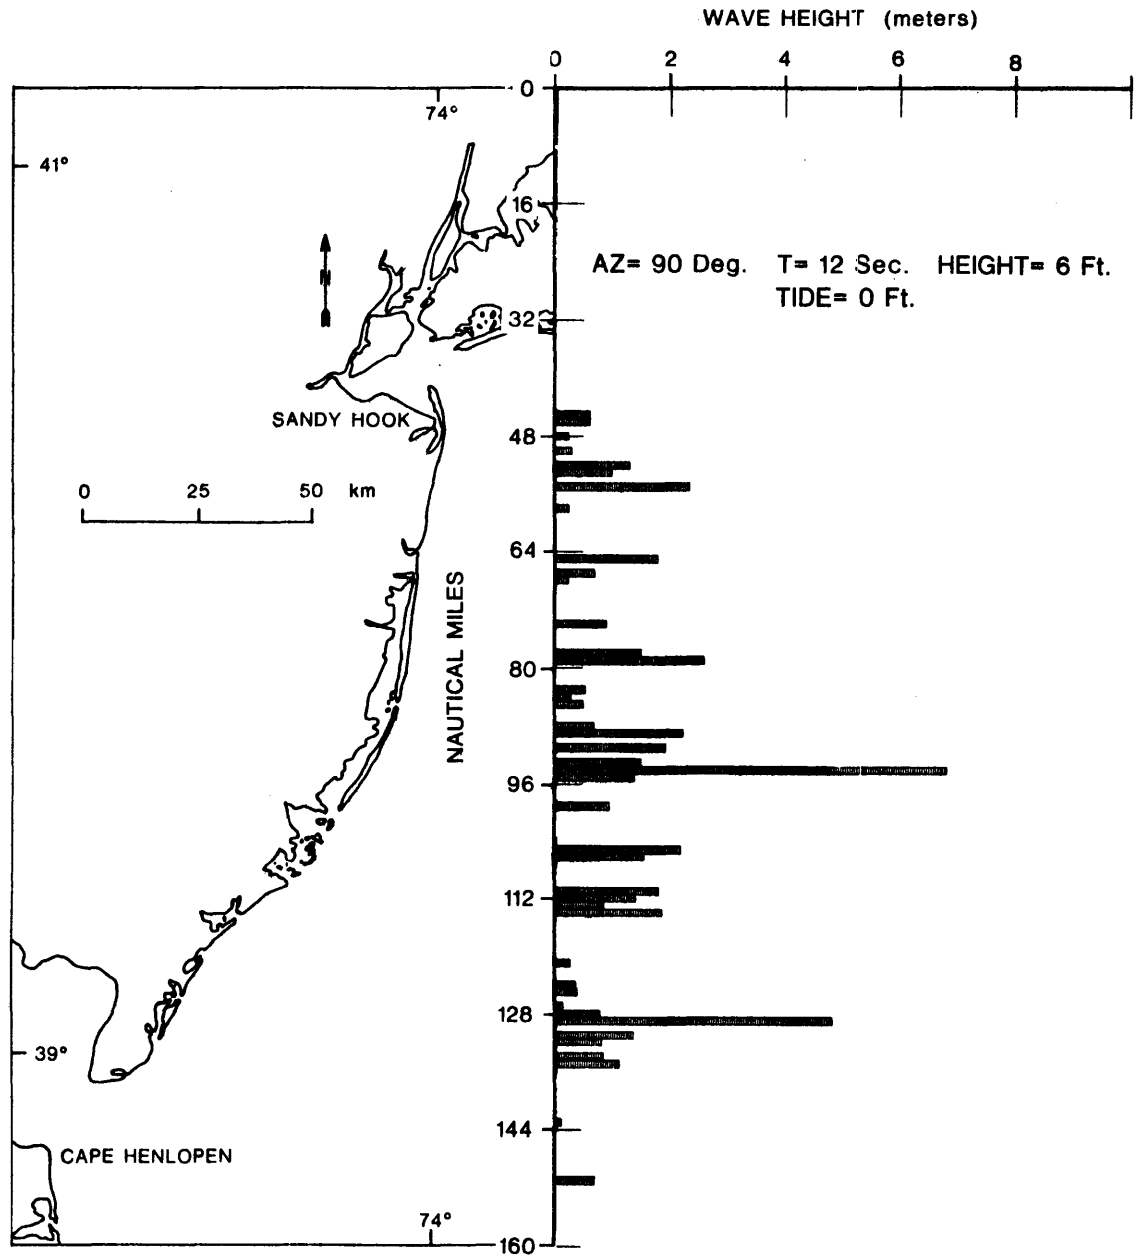 WAVE HEIGHT (meters)
0 2 4 6 8
0
74°
41°
16
N
AZ= 90 Deg. T= 12 Sec. HEIGHT= 6 Ft.
TIDE= 0 Ft.
32
SANDY HOOK
48
0 25 50 km
64
NAUTICAL MILES
80
96
112
128
39°
144
CAPE HENLOPEN
74°
160